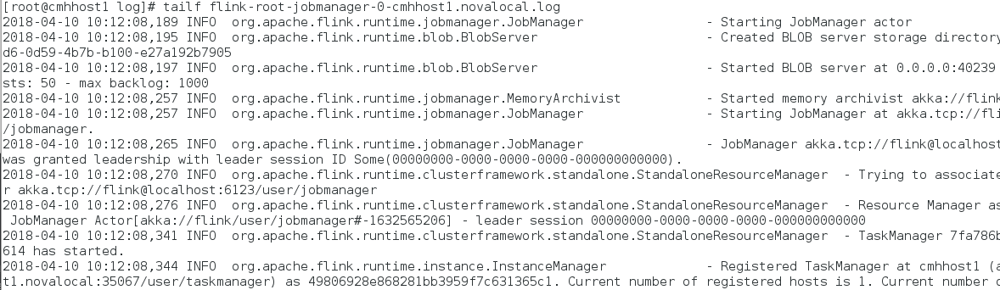 [root@cmhhost1 log]# tailf flink-root-jobmanager-0-cmhhost1.novalocal.log
2018-04-10 10:12:08,189 INFO  org.apache.flink.runtime.jobmanager.JobManager                - Starting JobManager actor
2018-04-10 10:12:08,195 INFO  org.apache.flink.runtime.blob.BlobServer                      - Created BLOB server storage directory
d6-0d59-4b7b-b100-e27a192b7905
2018-04-10 10:12:08,197 INFO  org.apache.flink.runtime.blob.BlobServer                      - Started BLOB server at 0.0.0.0:40239
sts: 50 - max backlog: 1000
2018-04-10 10:12:08,257 INFO  org.apache.flink.runtime.jobmanager.MemoryArchivist           - Started memory archivist akka://flink
2018-04-10 10:12:08,257 INFO  org.apache.flink.runtime.jobmanager.JobManager                - Starting JobManager at akka.tcp://fli
/jobmanager.
2018-04-10 10:12:08,265 INFO  org.apache.flink.runtime.jobmanager.JobManager                - JobManager akka.tcp://flink@localhost
was granted leadership with leader session ID Some(00000000-0000-0000-0000-000000000000).
2018-04-10 10:12:08,270 INFO  org.apache.flink.runtime.clusterframework.standalone.StandaloneResourceManager  - Trying to associate
r akka.tcp://flink@localhost:6123/user/jobmanager
2018-04-10 10:12:08,276 INFO  org.apache.flink.runtime.clusterframework.standalone.StandaloneResourceManager  - Resource Manager as
JobManager Actor[akka://flink/user/jobmanager#-1632565206] - leader session 00000000-0000-0000-0000-000000000000
2018-04-10 10:12:08,341 INFO  org.apache.flink.runtime.clusterframework.standalone.StandaloneResourceManager  - TaskManager 7fa786b
614 has started.
2018-04-10 10:12:08,344 INFO  org.apache.flink.runtime.instance.InstanceManager             - Registered TaskManager at cmhhost1 (a
t1.novalocal:35067/user/taskmanager) as 49806928e868281bb3959f7c631365c1. Current number of registered hosts is 1. Current number o